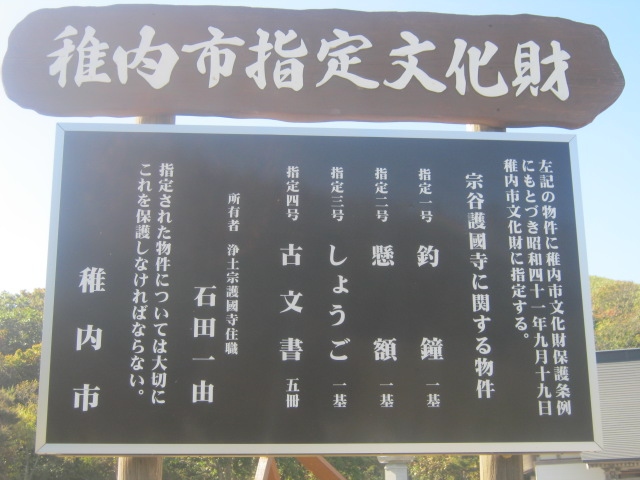 稚内市指定文化財
左記の物件に稚内市文化財保護条例
にもとづき昭和四十一年九月十九日
稚内市文化財に指定する。
宗谷護國寺に関する物件
指定一号 釣鐘 一基
指定二号 懸額 一基
指定三号 しょうご 一基
指定四号 古文書 五冊
所有者 浄土宗護國寺住職
石田一由
指定された物件については大切に
これを保護しなければならない。
稚内市